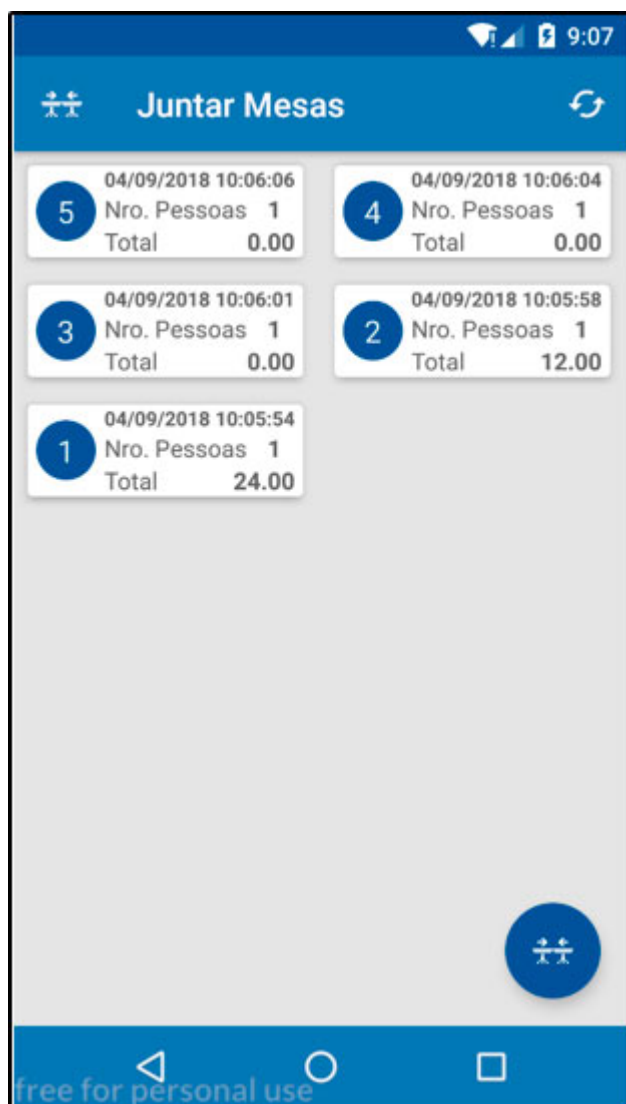 9:07
Juntar Mesas
5
04/09/2018 10:06:06
Nro. Pessoas 1
Total 0.00
4
04/09/2018 10:06:04
Nro. Pessoas 1
Total 0.00
3
04/09/2018 10:06:01
Nro. Pessoas 1
Total 0.00
2
04/09/2018 10:05:58
Nro. Pessoas 1
Total 12.00
1
04/09/2018 10:05:54
Nro. Pessoas 1
Total 24.00
free for personal use